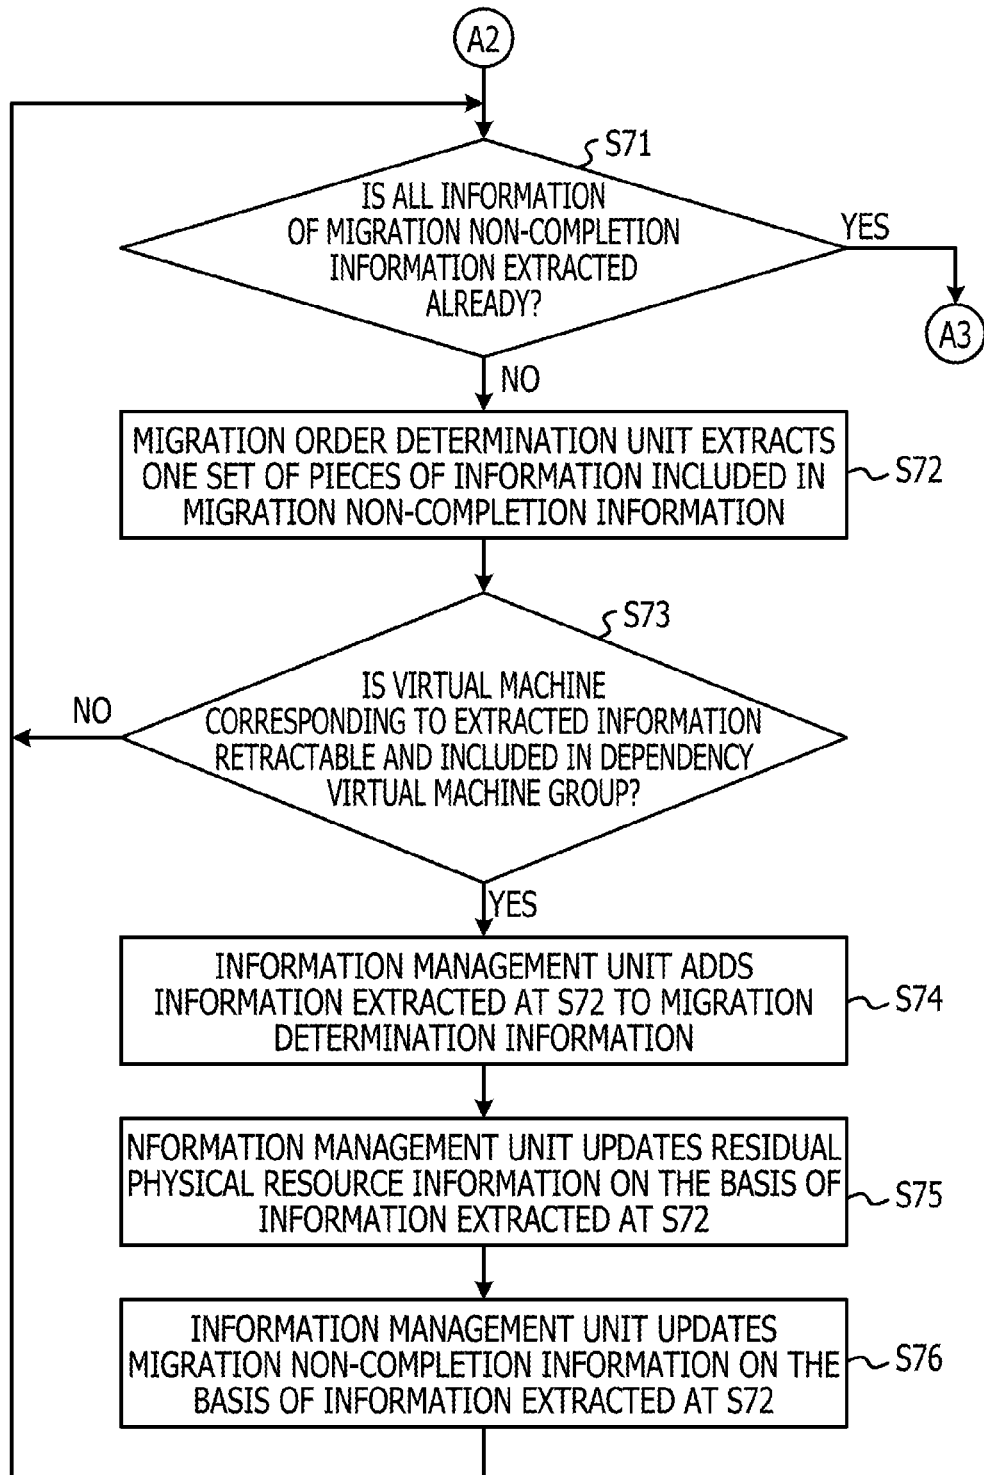 A2
S71
IS ALL INFORMATION
OF MIGRATION NON-COMPLETION
INFORMATION EXTRACTED
ALREADY?
YES
A3
NO
MIGRATION ORDER DETERMINATION UNIT EXTRACTS
ONE SET OF PIECES OF INFORMATION INCLUDED IN
MIGRATION NON-COMPLETION INFORMATION
S72
S73
IS VIRTUAL MACHINE
CORRESPONDING TO EXTRACTED INFORMATION
RETRACTABLE AND INCLUDED IN DEPENDENCY
VIRTUAL MACHINE GROUP?
NO
YES
INFORMATION MANAGEMENT UNIT ADDS
INFORMATION EXTRACTED AT S72 TO MIGRATION
DETERMINATION INFORMATION
S74
NFORMATION MANAGEMENT UNIT UPDATES RESIDUAL
PHYSICAL RESOURCE INFORMATION ON THE BASIS OF
INFORMATION EXTRACTED AT S72
S75
INFORMATION MANAGEMENT UNIT UPDATES
MIGRATION NON-COMPLETION INFORMATION ON THE
BASIS OF INFORMATION EXTRACTED AT S72
S76